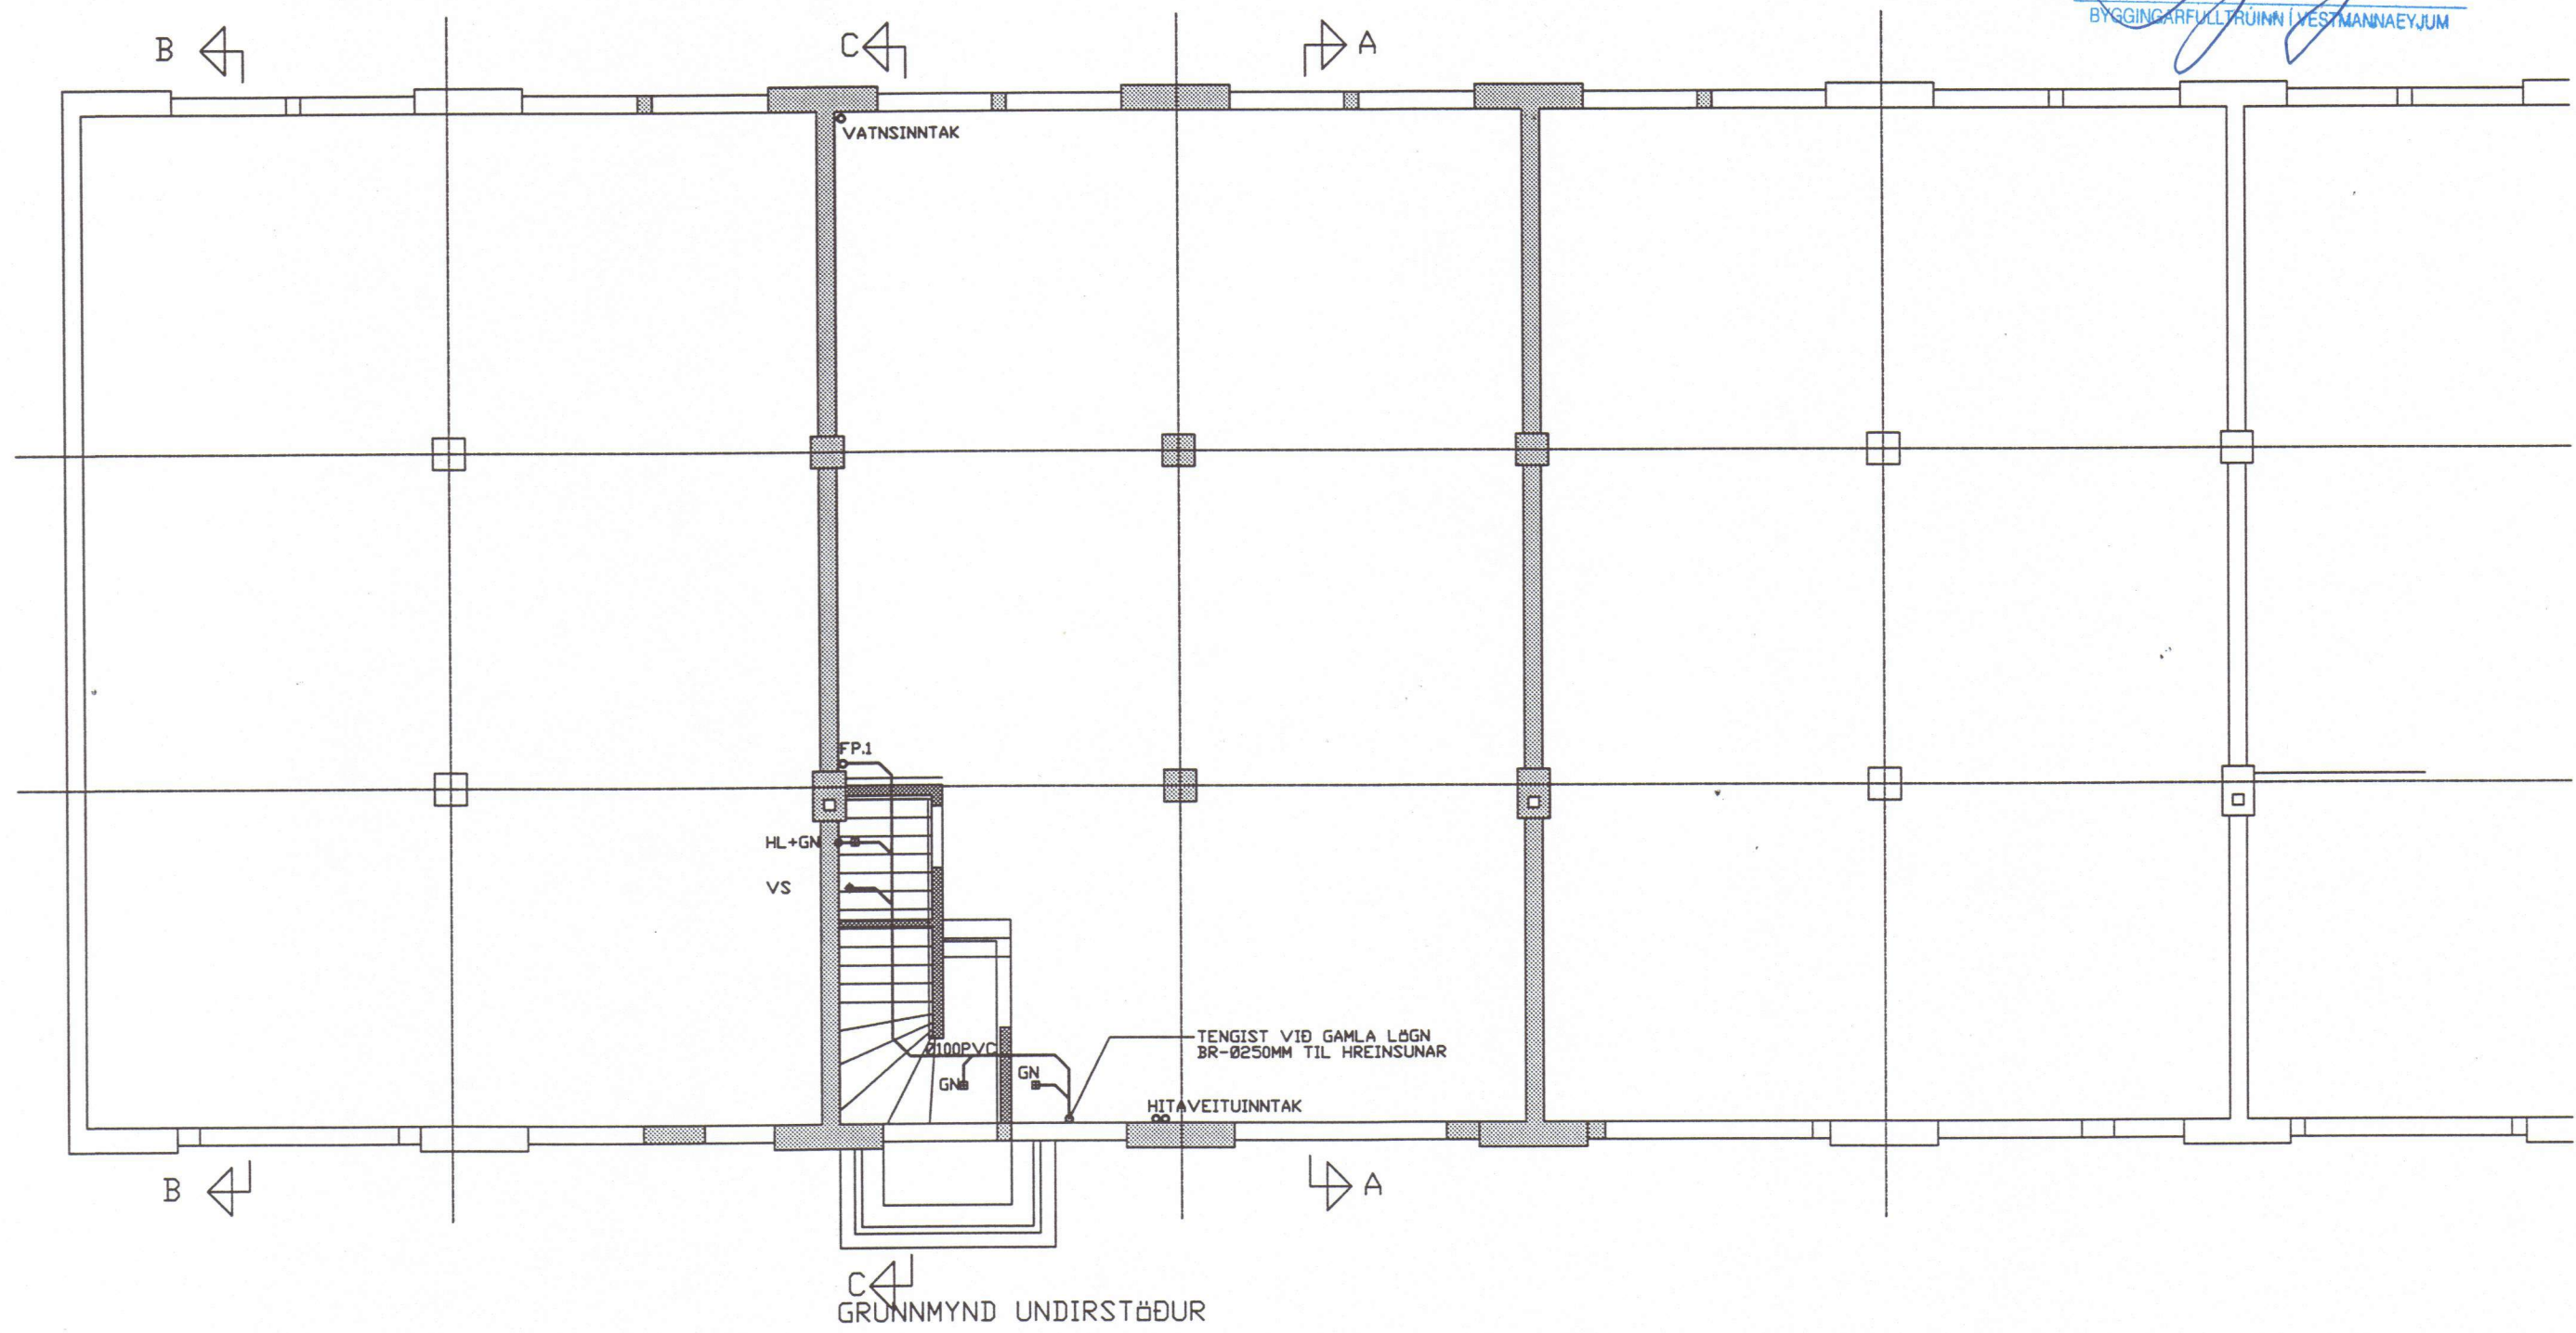 BYGGINGARFULLTRÚINN Í VESTMANNAEYJUM
B
C
A
VATNSINNTAK
FP.1
HL+GN
VS
TENGIST VIÐ GAMLA LÖGN
BR-Ø250MM TIL HREINSUNAR
Ø100PVC
GN
GN
HITAVEITUINNTAK
B
A
C
GRUNNMYND UNDIRSTÖÐUR